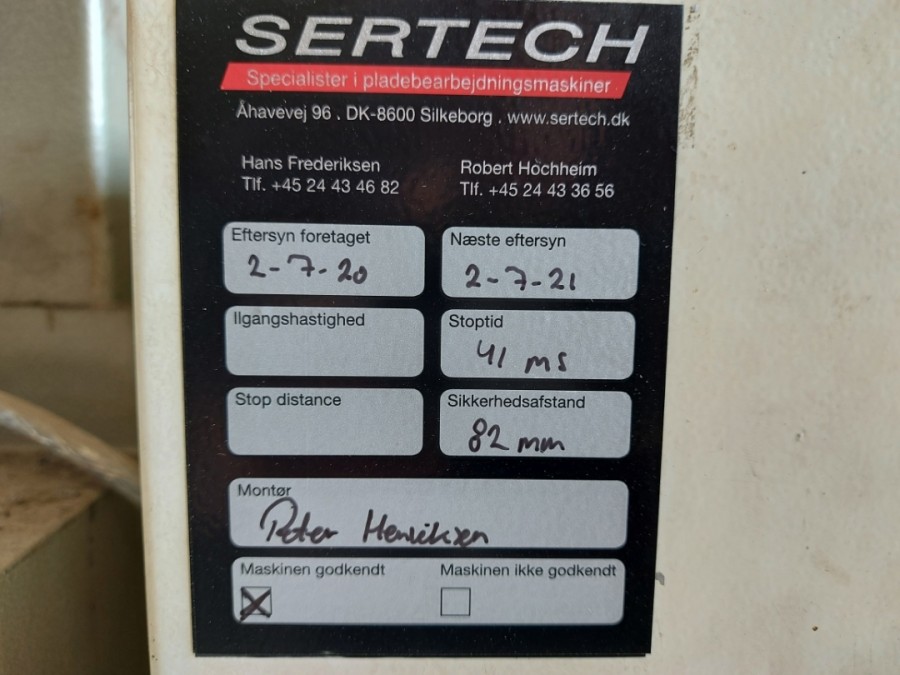 SERTECH
Specialister i pladebearbejdningsmaskiner
Åhavevej 96 . DK-8600 Silkeborg . www.sertech.dk
Hans Frederiksen
Tlf. +45 24 43 46 82
Robert Hochheim
Tlf. +45 24 43 36 56
Eftersyn foretaget
2-7-20
Næste eftersyn
2-7-21
Ilgangshastighed
Stoptid
41 ms
Stop distance
Sikkerhedsafstand
82 mm
Montør
Peter Henriksen
Maskinen godkendt
Maskinen ikke godkendt